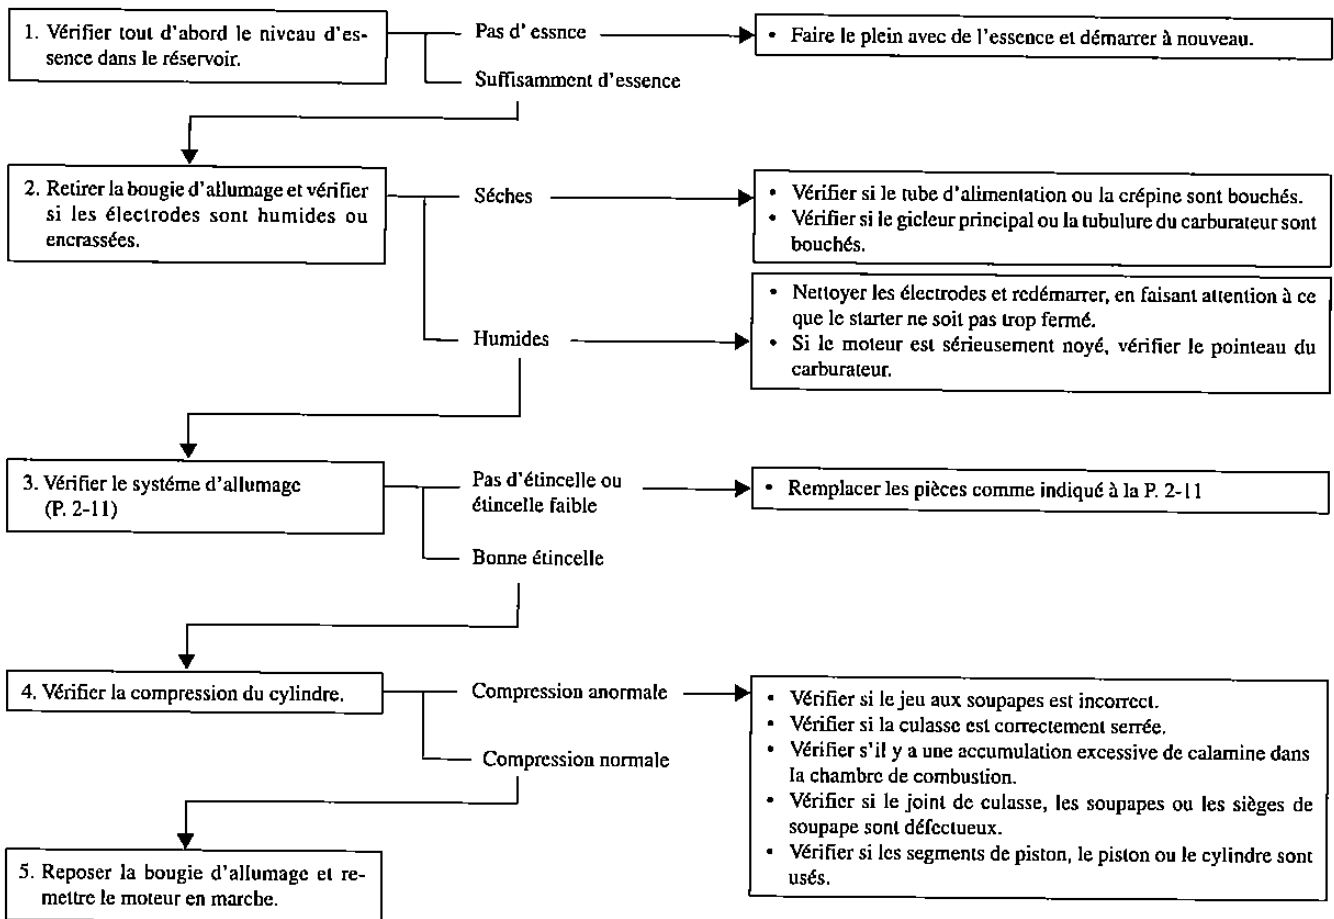 1. Vérifier tout d'abord le niveau d'es-
sence dans le réservoir.
Pas d' essnce
• Faire le plein avec de l'essence et démarrer à nouveau.
Suffisamment d'essence
2. Retirer la bougie d'allumage et vérifier
si les électrodes sont humides ou
encrassées.
Séches
• Vérifier si le tube d'alimentation ou la crépine sont bouchés.
• Vérifier si le gicleur principal ou la tubulure du carburateur sont
bouchés.
Humides
• Nettoyer les électrodes et redémarrer, en faisant attention à ce
que le starter ne soit pas trop fermé.
• Si le moteur est sérieusement noyé, vérifier le pointeau du
carburateur.
3. Vérifier le systéme d'allumage
(P. 2-11)
Pas d'étincelle ou
étincelle faible
• Remplacer les pièces comme indiqué à la P. 2-11
Bonne étincelle
4. Vérifier la compression du cylindre.
Compression anormale
• Vérifier si le jeu aux soupapes est incorrect.
• Vérifier si la culasse est correctement serrée.
• Vérifier s'il y a une accumulation excessive de calamine dans
la chambre de combustion.
• Vérifier si le joint de culasse, les soupapes ou les sièges de
soupape sont défectueux.
• Vérifier si les segments de piston, le piston ou le cylindre sont
usés.
Compression normale
5. Reposer la bougie d'allumage et re-
mettre le moteur en marche.